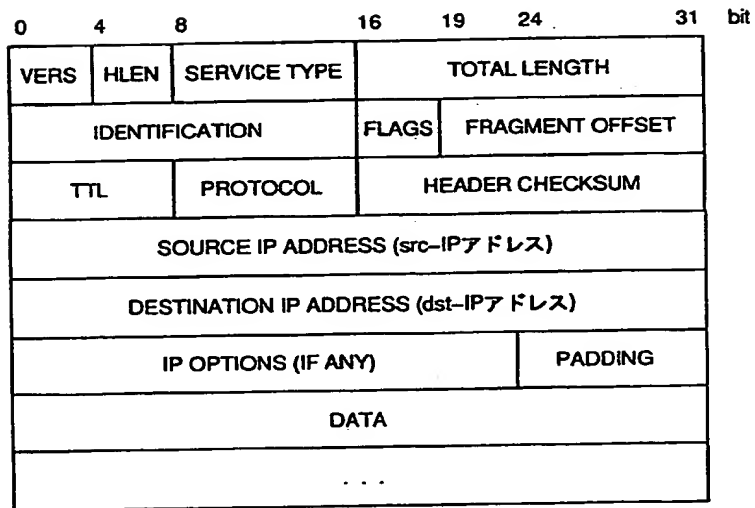 0 4 8 16 19 24 31 bit
VERS HLEN SERVICE TYPE TOTAL LENGTH
IDENTIFICATION FLAGS FRAGMENT OFFSET
TTL PROTOCOL HEADER CHECKSUM
SOURCE IP ADDRESS (src-IPアドレス)
DESTINATION IP ADDRESS (dst-IPアドレス)
IP OPTIONS (IF ANY) PADDING
DATA
. . .